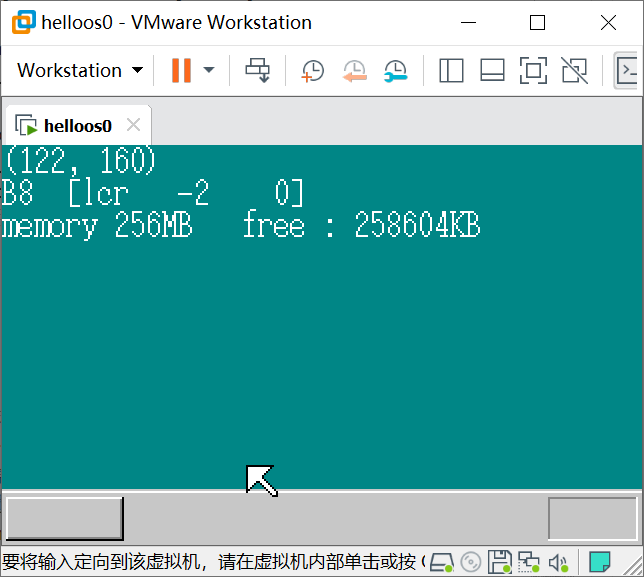 helloos0 - VMware Workstation
Workstation
helloos0
(122, 160)
B8 [lcr -2 0]
memory 256MB free : 258604KB
要将输入定向到该虚拟机，请在虚拟机内部单击或按